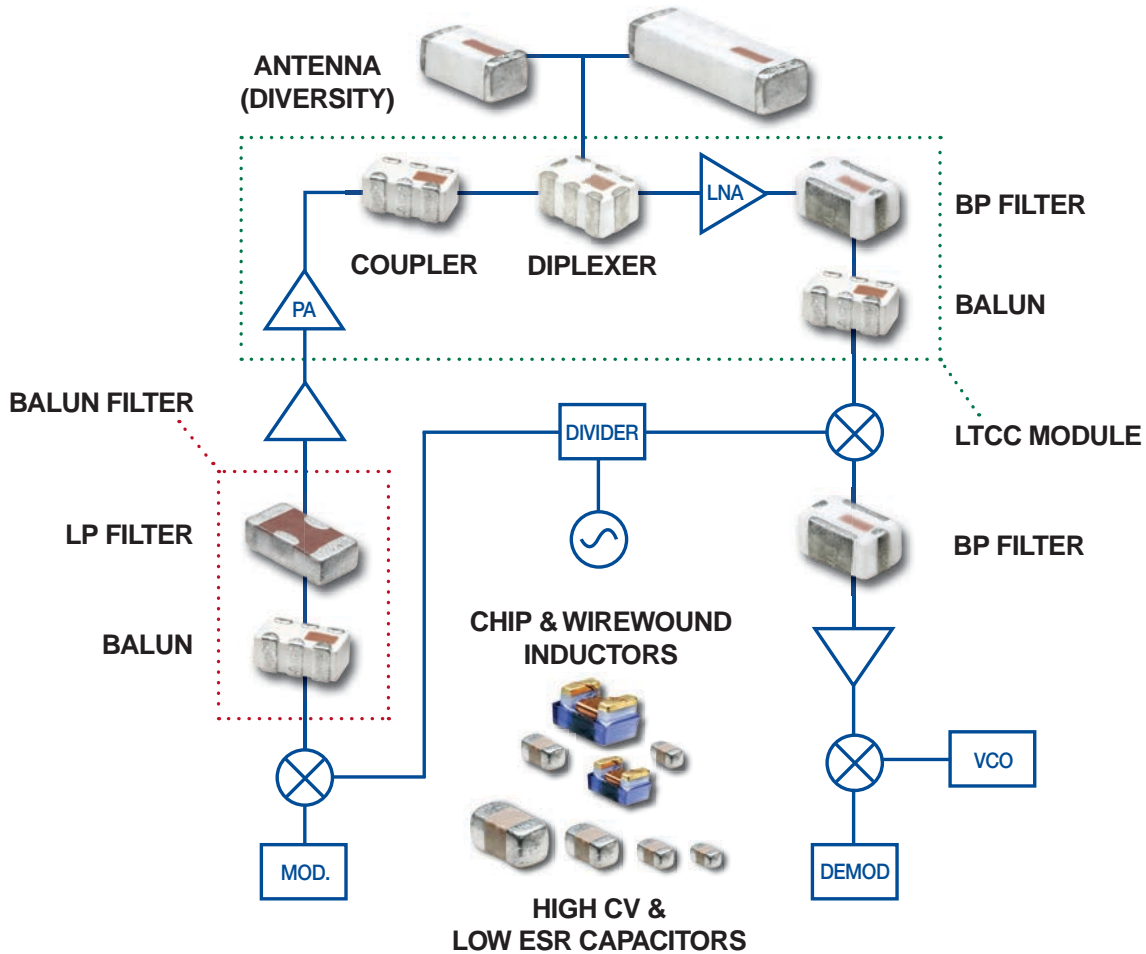 ANTENNA
(DIVERSITY)
LNA
BP FILTER
COUPLER
DIPLEXER
PA
BALUN
BALUN FILTER
DIVIDER
LTCC MODULE
LP FILTER
BP FILTER
CHIP & WIREWOUND
INDUCTORS
BALUN
VCO
MOD.
DEMOD
HIGH CV &
LOW ESR CAPACITORS